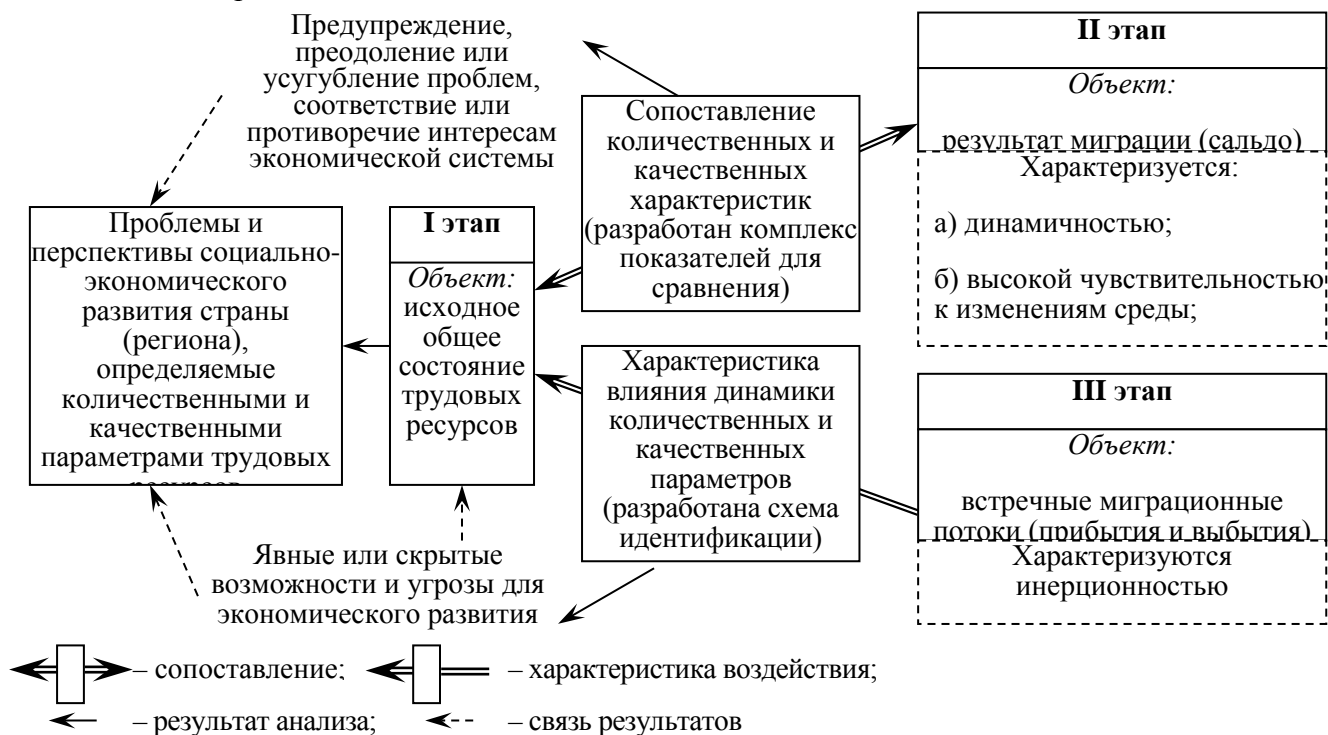 Предупреждение,
преодоление или
усугубление проблем,
соответствие или
противоречие интересам
экономической системы
Проблемы и
перспективы социально-
экономического
развития страны
(региона),
определяемые
количественными и
качественными
параметрами трудовых
I этап
Объект:
исходное
общее
состояние
трудовых
ресурсов
Сопоставление
количественных и
качественных
характеристик
(разработан комплекс
показателей для
сравнения)
Характеристика
влияния динамики
количественных и
качественных
параметров
(разработана схема
идентификации)
II этап
Объект:
результат миграции (сальдо)
Характеризуется:
а) динамичностью;
б) высокой чувствительностью
к изменениям среды;
III этап
Объект:
встречные миграционные
потоки (прибытия и выбытия)
Характеризуются
инерционностью
Явные или скрытые
возможности и угрозы для
экономического развития
– сопоставление;
– характеристика воздействия;
– результат анализа;
– связь результатов